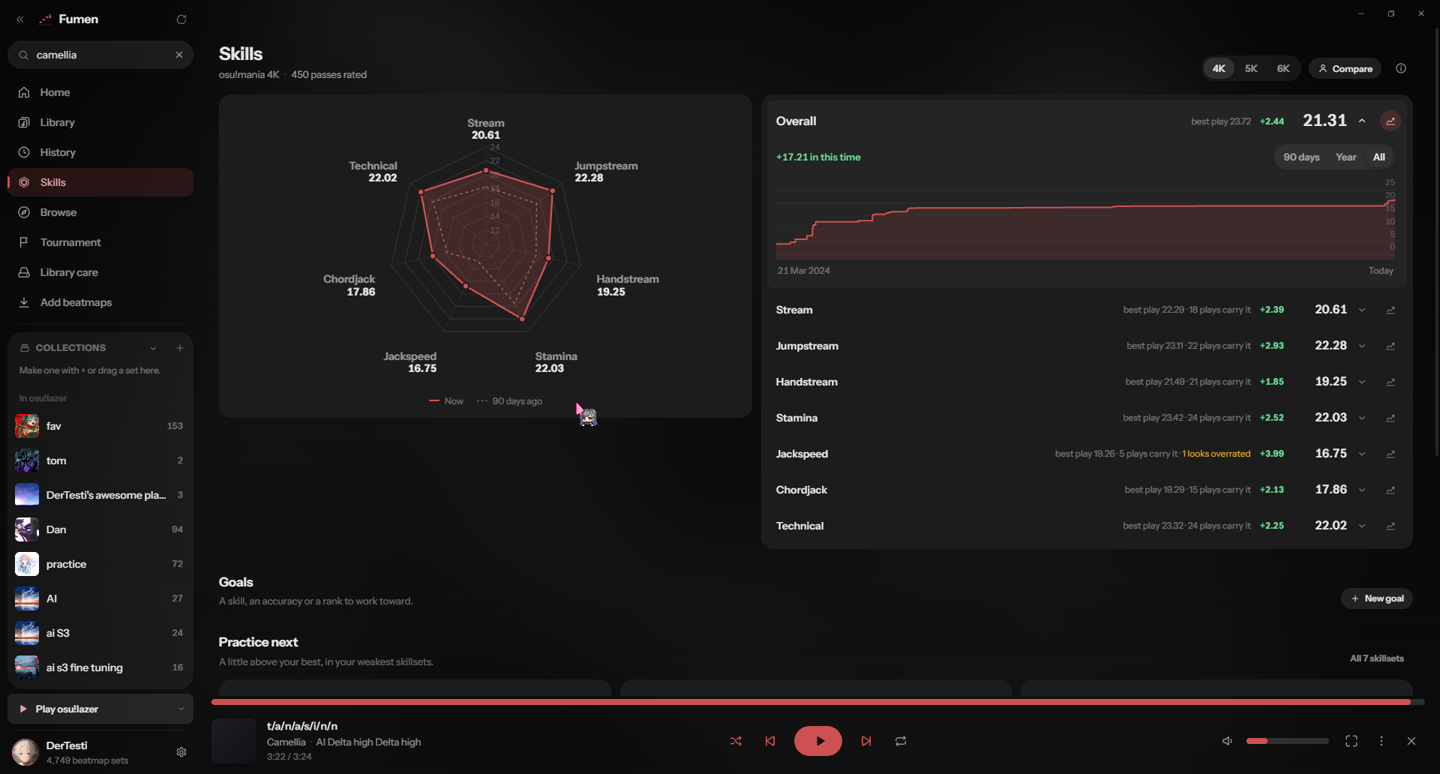 Fumen
camellia
Home
Library
History
Skills
Browse
Tournament
Library care
Add beatmaps
COLLECTIONS
Make one with + or drag a set here.
In osu!lazer
fav 153
tom 2
DerTesti's awesome pla... 3
Dan 94
practice 72
AI 27
ai S3 24
ai s3 fine tuning 16
Play osu!lazer
DerTesti
4,749 beatmap sets
Skills
osu!mania 4K · 450 passes rated
4K 5K 6K Compare
Stream
20.61
Technical
22.02
Jumpstream
22.28
Chordjack
17.86
Handstream
19.25
Jackspeed
16.75
Stamina
22.03
24
22
20
18
16
14
12
Now 90 days ago
Overall best play 23.72 +2.44 21.31
+17.21 in this time 90 days Year All
25
20
15
10
5
0
21 Mar 2024 Today
Stream best play 22.29 · 18 plays carry it +2.39 20.61
Jumpstream best play 23.11 · 22 plays carry it +2.93 22.28
Handstream best play 21.49 · 21 plays carry it +1.85 19.25
Stamina best play 23.42 · 24 plays carry it +2.52 22.03
Jackspeed best play 19.26 · 5 plays carry it · 1 looks overrated +3.99 16.75
Chordjack best play 19.29 · 15 plays carry it +2.13 17.86
Technical best play 23.32 · 24 plays carry it +2.25 22.02
Goals
A skill, an accuracy or a rank to work toward.
+ New goal
Practice next
A little above your best, in your weakest skillsets.
All 7 skillsets
t/a/n/a/s/i/n/n
Camellia · AI Delta high Delta high
3:22 / 3:24